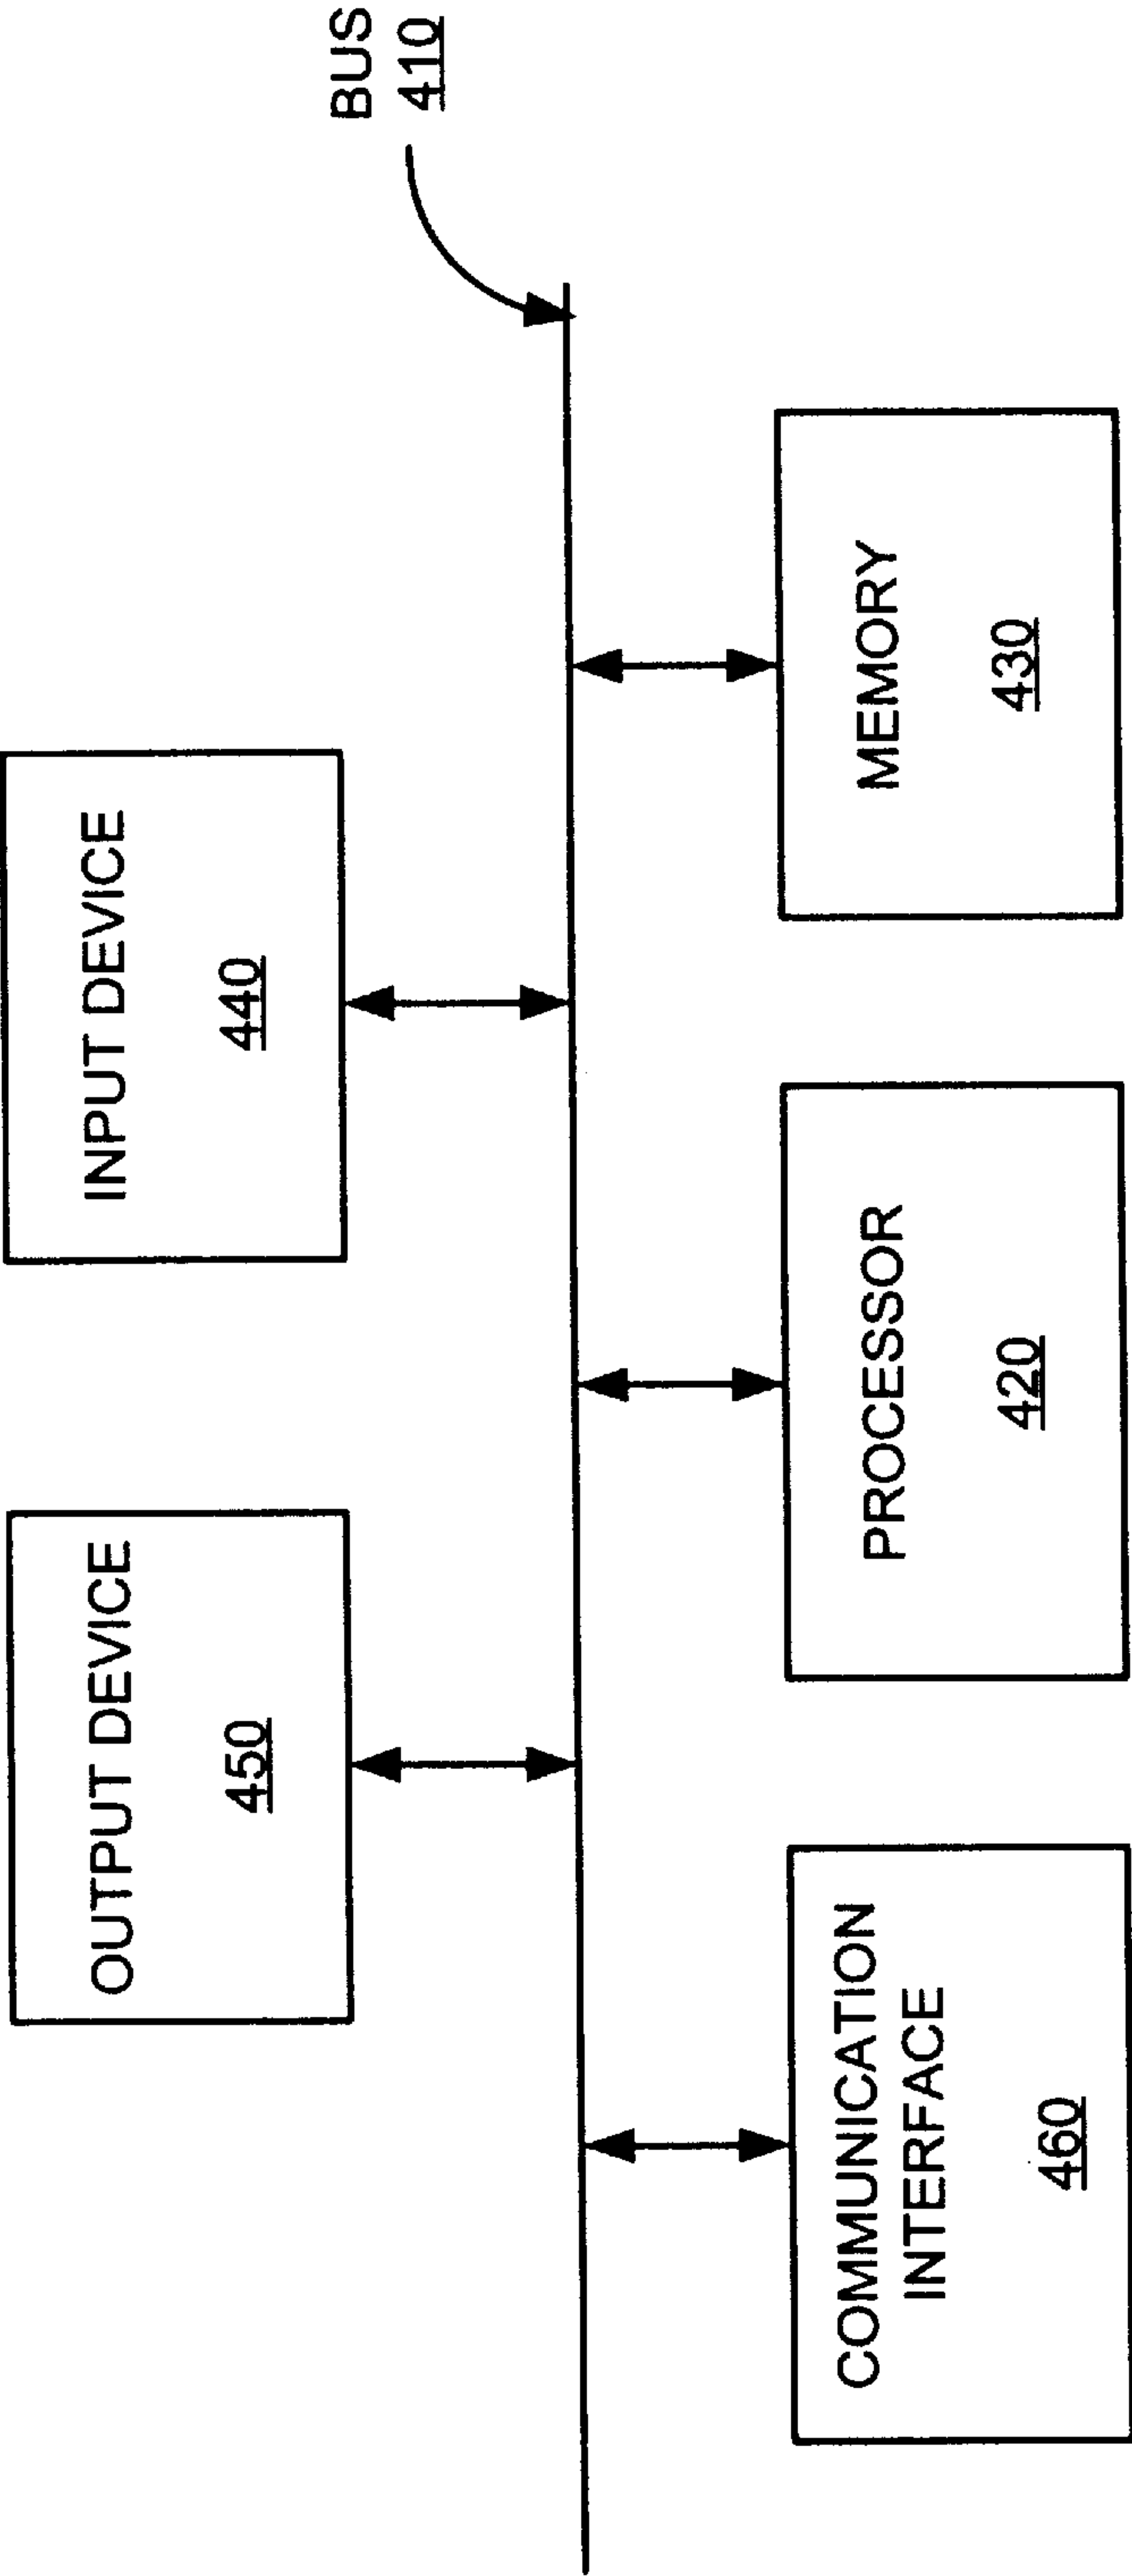 BUS
410
INPUT DEVICE
440
OUTPUT DEVICE
450
MEMORY
430
PROCESSOR
420
COMMUNICATION
INTERFACE
460